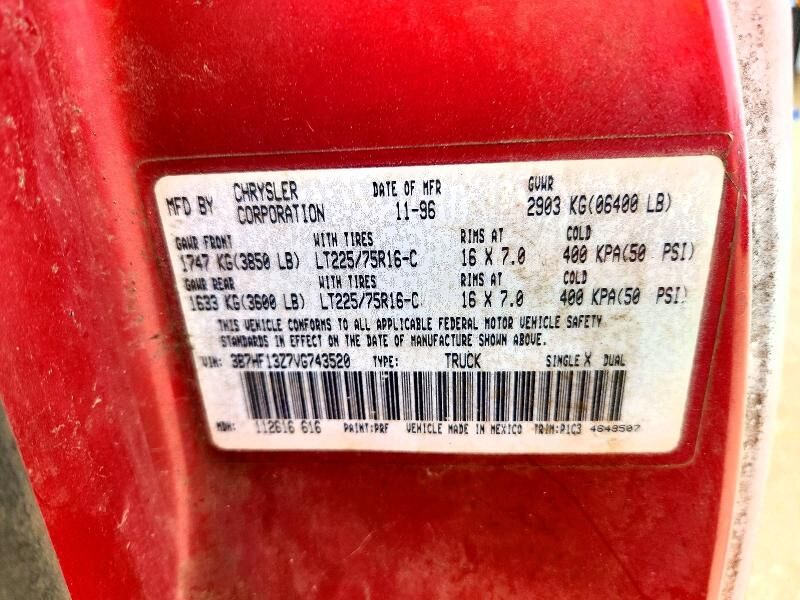 MFD BY CHRYSLER CORPORATION DATE OF MFR 11-96 GVWR 2903 KG(06400 LB)
GAWR FRONT WITH TIRES RIMS AT COLD
1747 KG(3850 LB) LT225/75R16-C 16 X 7.0 400 KPA(50 PSI)
GAWR REAR WITH TIRES RIMS AT COLD
1633 KG(3600 LB) LT225/75R16-C 16 X 7.0 400 KPA(50 PSI)
THIS VEHICLE CONFORMS TO ALL APPLICABLE FEDERAL MOTOR VEHICLE SAFETY
STANDARDS IN EFFECT ON THE DATE OF MANUFACTURE SHOWN ABOVE.
VIN: 3B7HF13Z7VG743520 TYPE: TRUCK SINGLE X DUAL
MDH: 112616 616 PAINT:PRF VEHICLE MADE IN MEXICO TRIM:P1C3 4648507